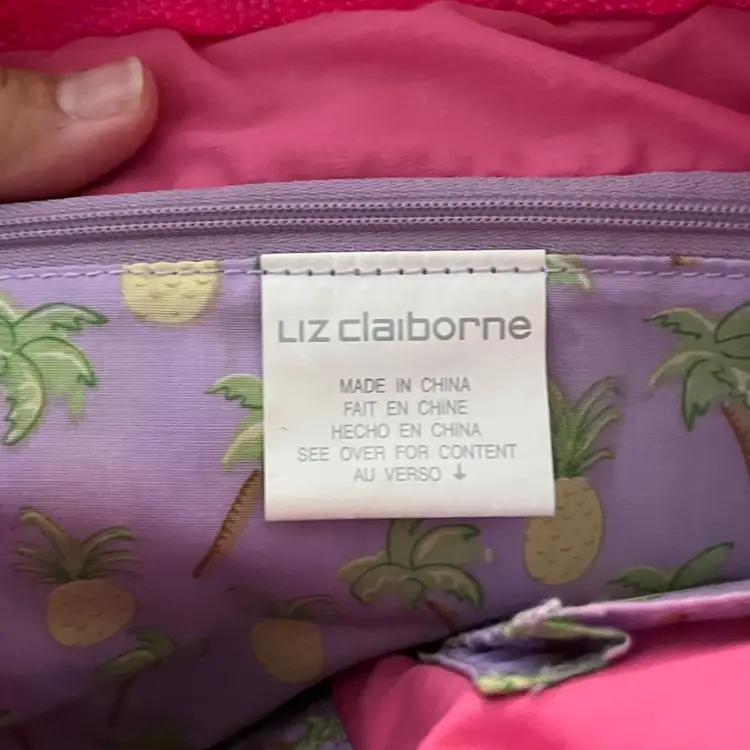 LIZ claiborne
MADE IN CHINA
FAIT EN CHINE
HECHO EN CHINA
SEE OVER FOR CONTENT
AU VERSO ↓